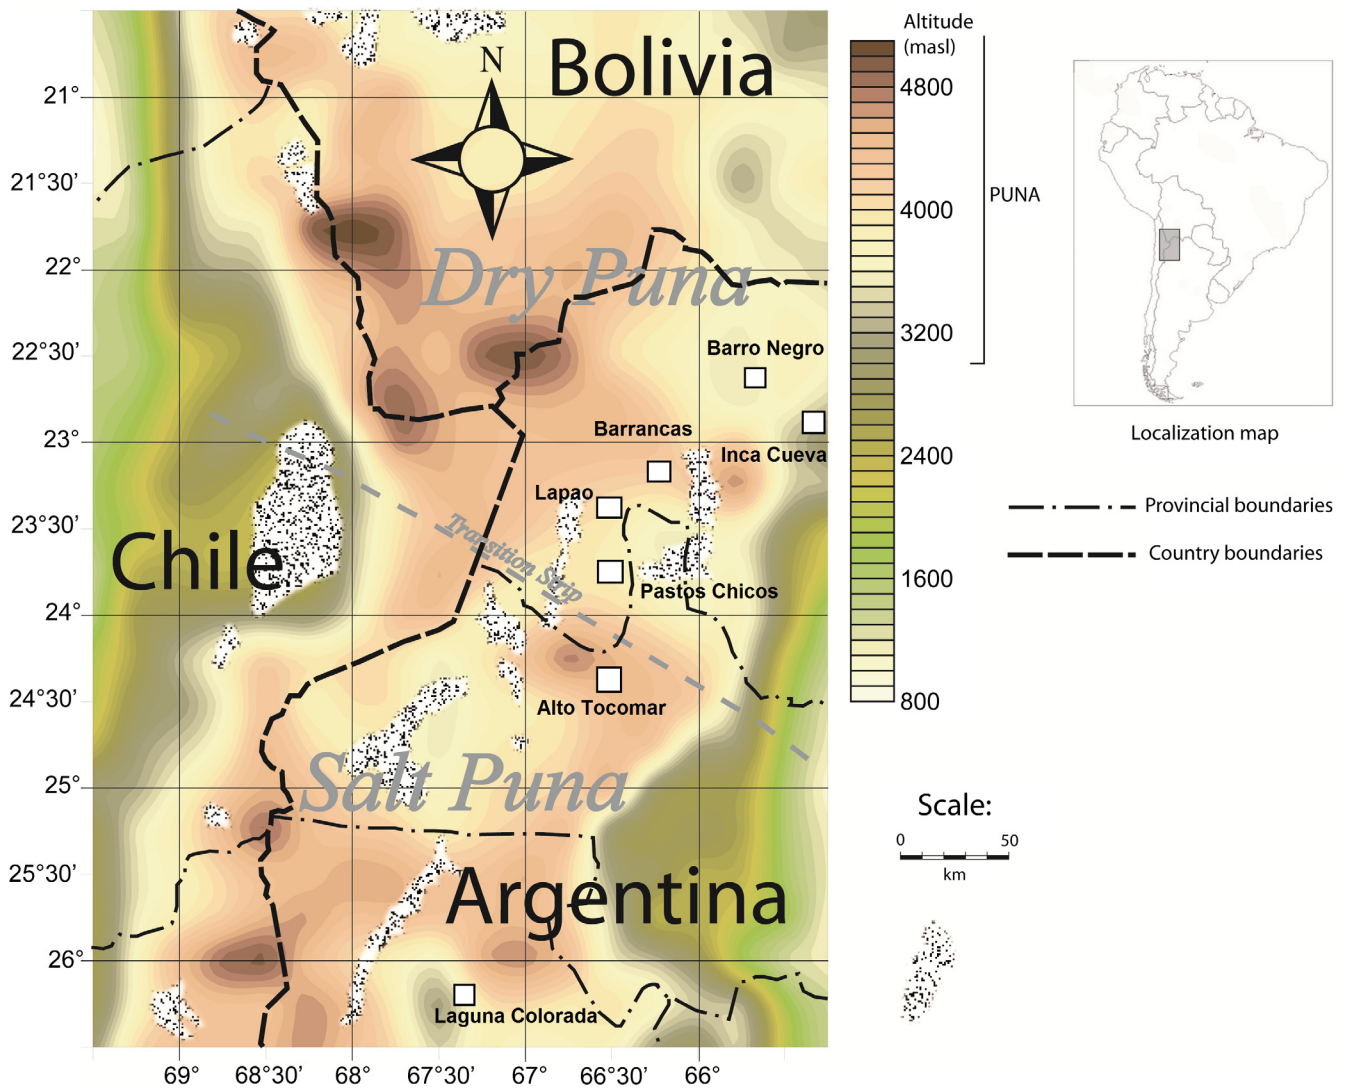 Altitude
(masl)
Bolivia
N
21°
4800
21°30'
PUNA
4000
Dry Puna
22°
3200
22°30'
Barro Negro
23°
Barrancas
Inca Cueva
2400
Localization map
Lapao
23°30'
Transition Strip
Provincial boundaries
Chile
Country boundaries
1600
Pastos Chicos
24°
24°30'
800
Alto Tocomar
Salt Puna
25°
Scale:
0 50
km
25°30'
Argentina
26°
Laguna Colorada
69° 68°30' 68° 67°30' 67° 66°30' 66°